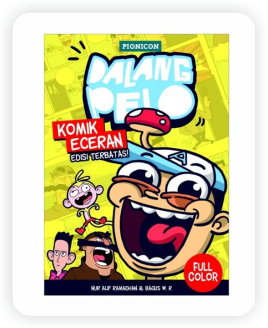 PIONICON
DALANG
PELO
KOMIK
ECERAN
EDISI TERBATAS!
FULL
COLOR
NUR ALIF RAMADHAN & BAGUS W. R